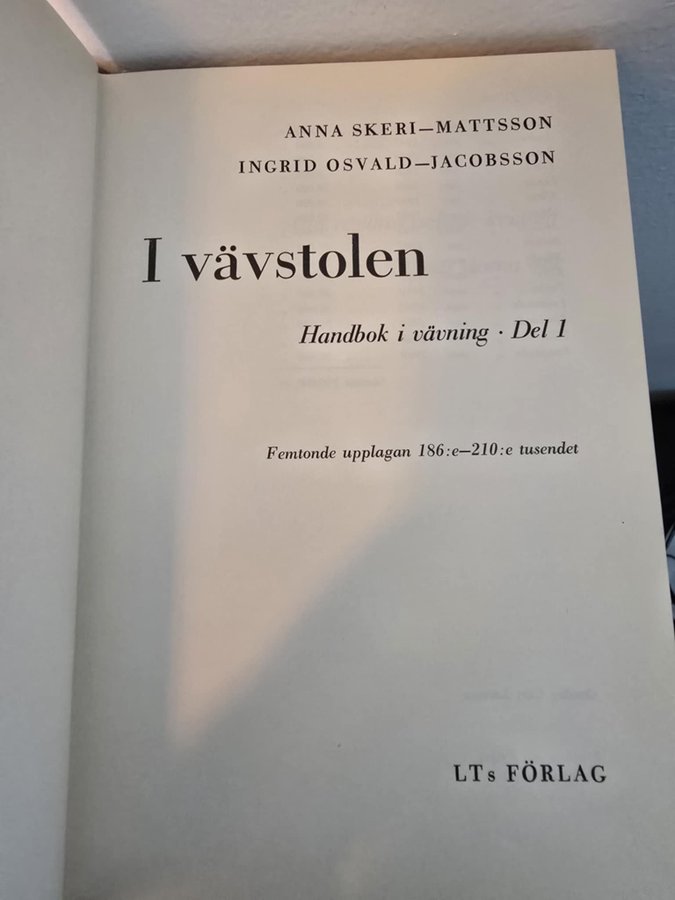 ANNA SKERI—MATTSSON
INGRID OSVALD—JACOBSSON
I vävstolen
Handbok i vävning · Del 1
Femtonde upplagan 186:e—210:e tusendet
LTs FÖRLAG